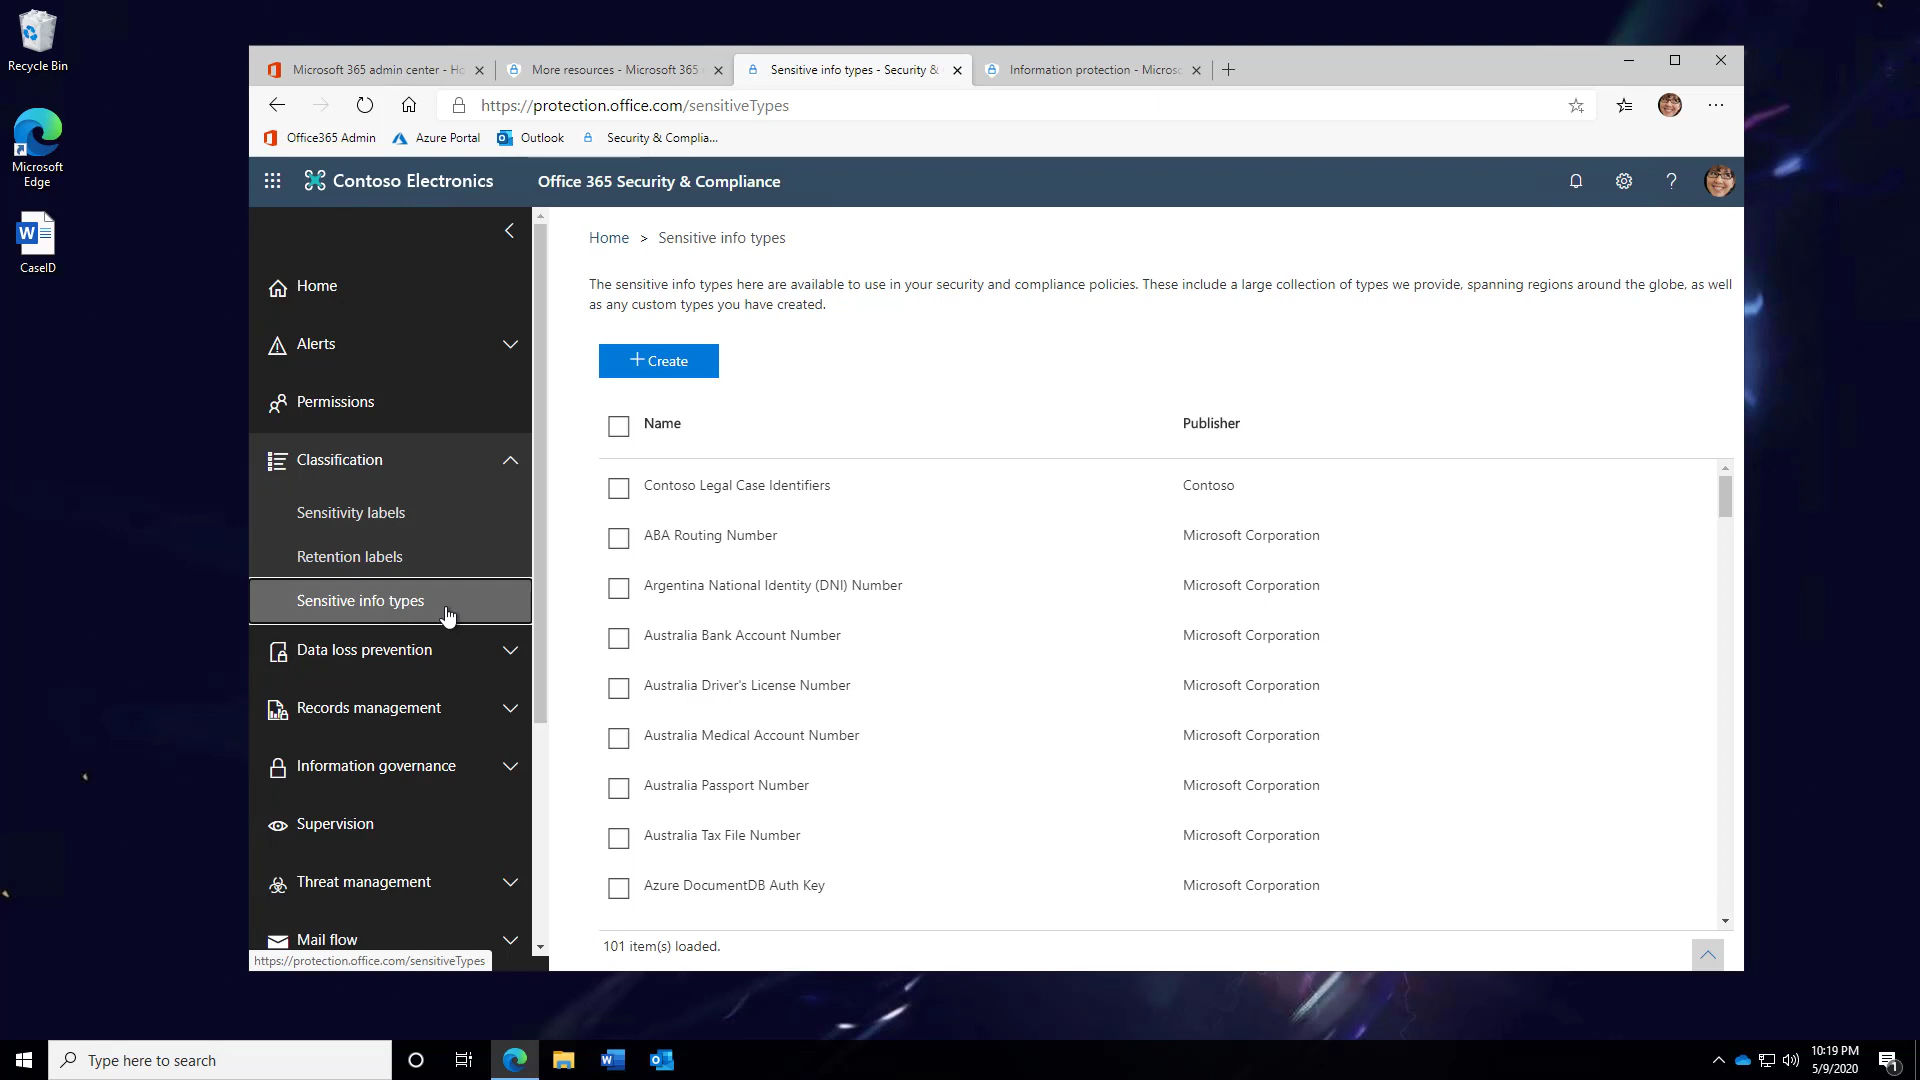 Recycle Bin
Microsoft
Edge
CaseID
Microsoft 365 admin center - Ho
More resources - Microsoft 365
Sensitive info types - Security &
Information protection - Micros
https://protection.office.com/sensitiveTypes
Office365 Admin
Azure Portal
Outlook
Security & Complia...
Contoso Electronics
Office 365 Security & Compliance
Home
Alerts
Permissions
Classification
Sensitivity labels
Retention labels
Sensitive info types
Data loss prevention
Records management
Information governance
Supervision
Threat management
Mail flow
https://protection.office.com/sensitiveTypes
Home > Sensitive info types
The sensitive info types here are available to use in your security and compliance policies. These include a large collection of types we provide, spanning regions around the globe, as well
as any custom types you have created.
Create
Name Publisher
Contoso Legal Case Identifiers Contoso
ABA Routing Number Microsoft Corporation
Argentina National Identity (DNI) Number Microsoft Corporation
Australia Bank Account Number Microsoft Corporation
Australia Driver's License Number Microsoft Corporation
Australia Medical Account Number Microsoft Corporation
Australia Passport Number Microsoft Corporation
Australia Tax File Number Microsoft Corporation
Azure DocumentDB Auth Key Microsoft Corporation
101 item(s) loaded.
Type here to search
10:19 PM
5/9/2020
1